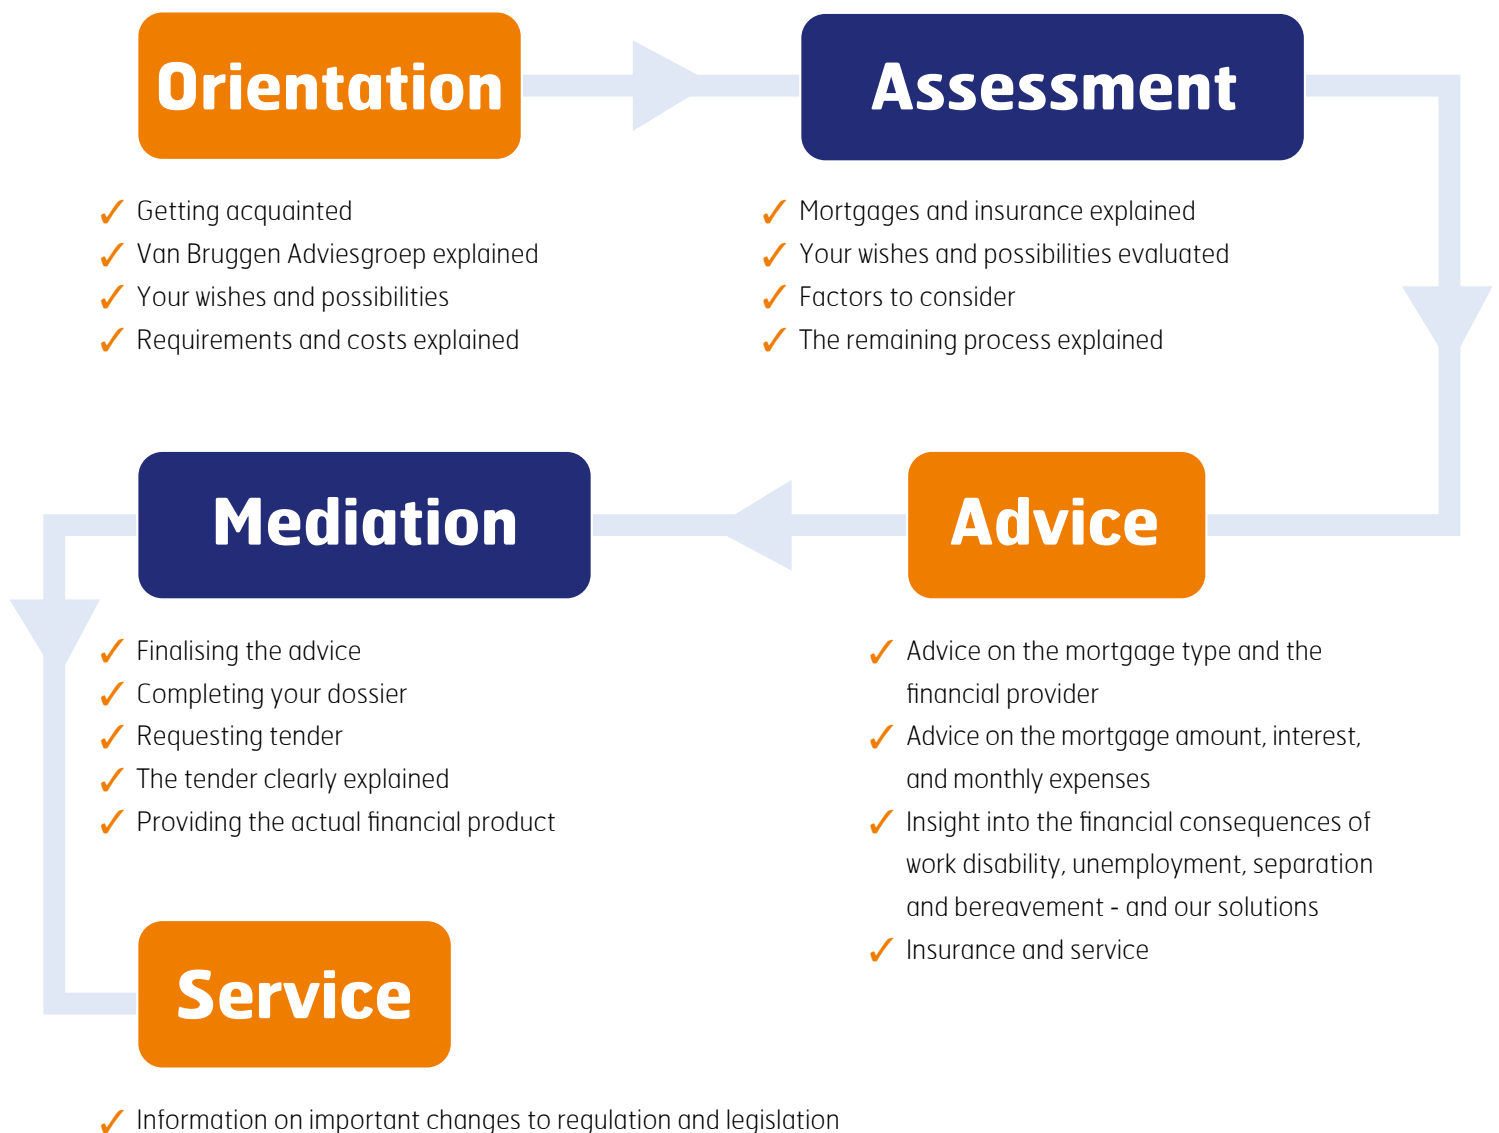 Orientation
Assessment
✓ Getting acquainted
✓ Van Bruggen Adviesgroep explained
✓ Your wishes and possibilities
✓ Requirements and costs explained
✓ Mortgages and insurance explained
✓ Your wishes and possibilities evaluated
✓ Factors to consider
✓ The remaining process explained
Advice
✓ Advice on the mortgage type and the
financial provider
✓ Advice on the mortgage amount, interest,
and monthly expenses
✓ Insight into the financial consequences of
work disability, unemployment, separation
and bereavement - and our solutions
✓ Insurance and service
Mediation
✓ Finalising the advice
✓ Completing your dossier
✓ Requesting tender
✓ The tender clearly explained
✓ Providing the actual financial product
Service
✓ Information on important changes to regulation and legislation